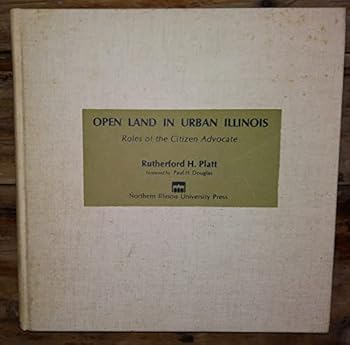 OPEN LAND IN URBAN ILLINOIS
Roles of the Citizen Advocate
Rutherford H. Platt
Foreword by Paul H. Douglas
Northern Illinois University Press